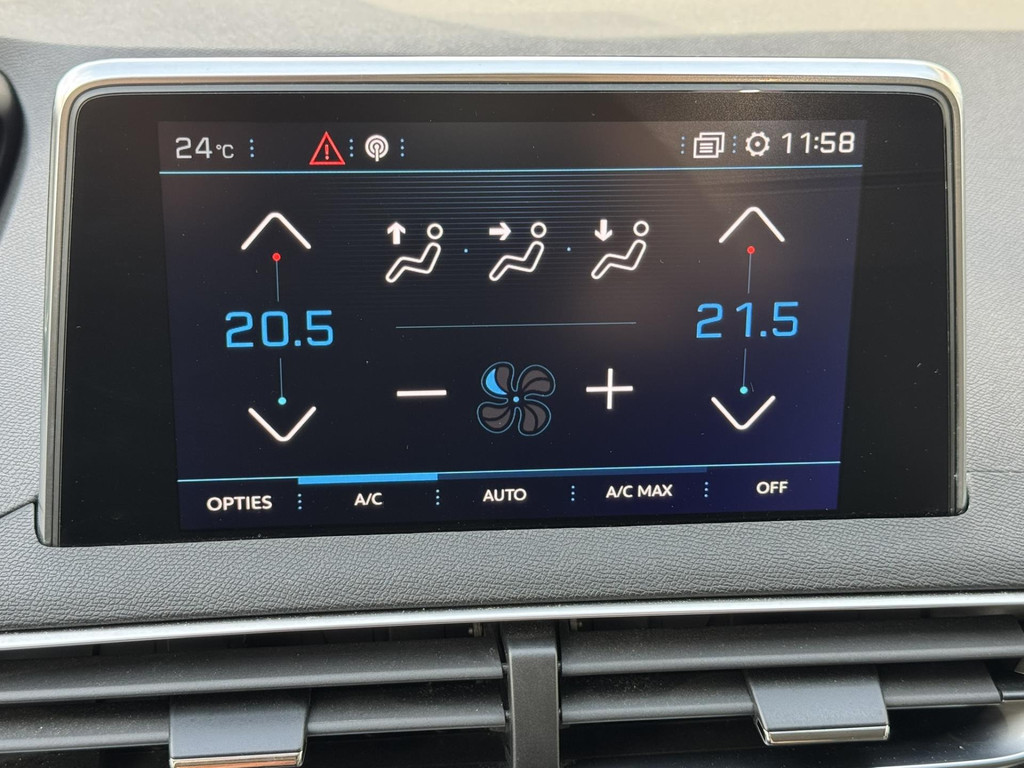 24°C 11:58
20.5 21.5
OPTIES A/C AUTO A/C MAX OFF